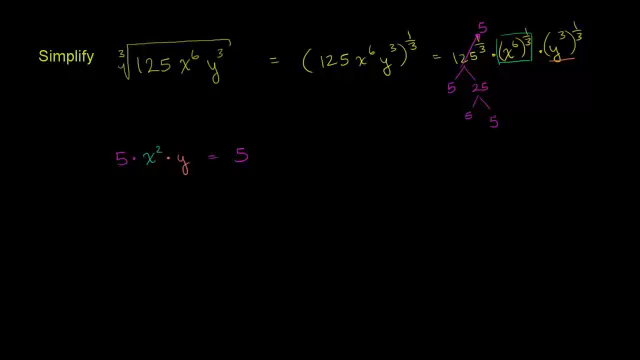 Simplify ∛(125 x⁶ y³) = (125 x⁶ y³)^(1/3) = 125^(1/3) · (x⁶)^(1/3) · (y³)^(1/3)
5
5 25
5 5
5 · x² · y = 5